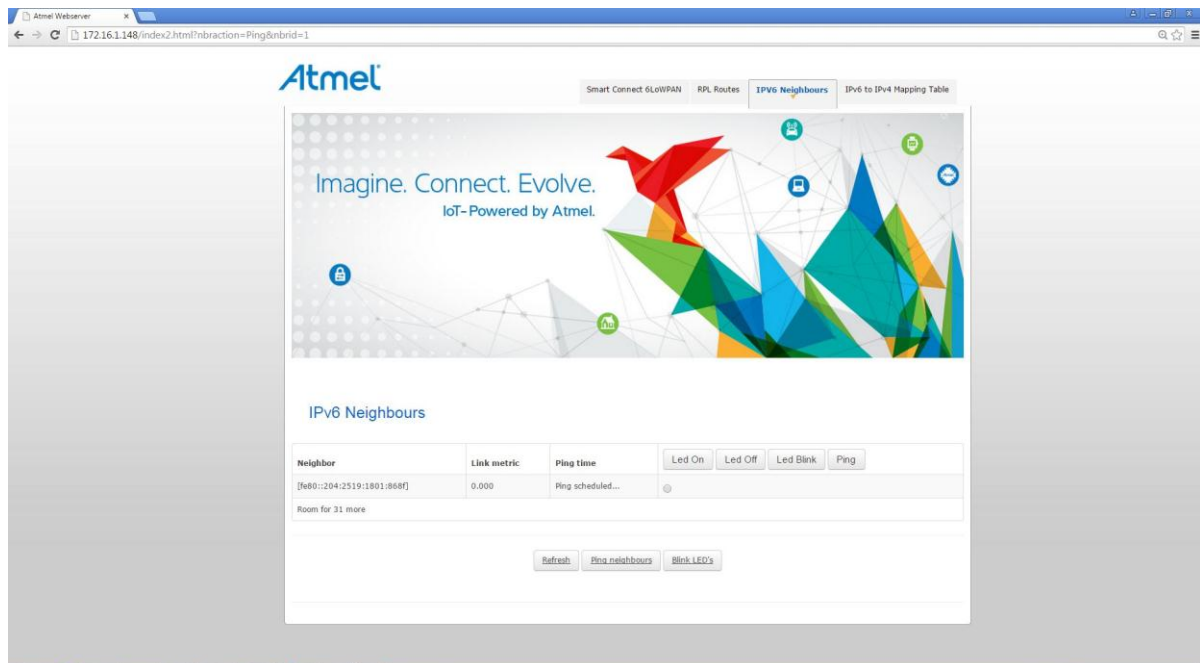 Atmel Webserver
172.16.1.148/index2.html?nbraction=Ping&nbrid=1
Atmel
Smart Connect 6LoWPAN RPL Routes IPV6 Neighbours IPv6 to IPv4 Mapping Table
Imagine. Connect. Evolve.
IoT-Powered by Atmel.
IPv6 Neighbours
Neighbor Link metric Ping time Led On Led Off Led Blink Ping
[fe80::204:2519:1801:868f] 0.000 Ping scheduled...
Room for 31 more
Refresh Ping neighbours Blink LED's